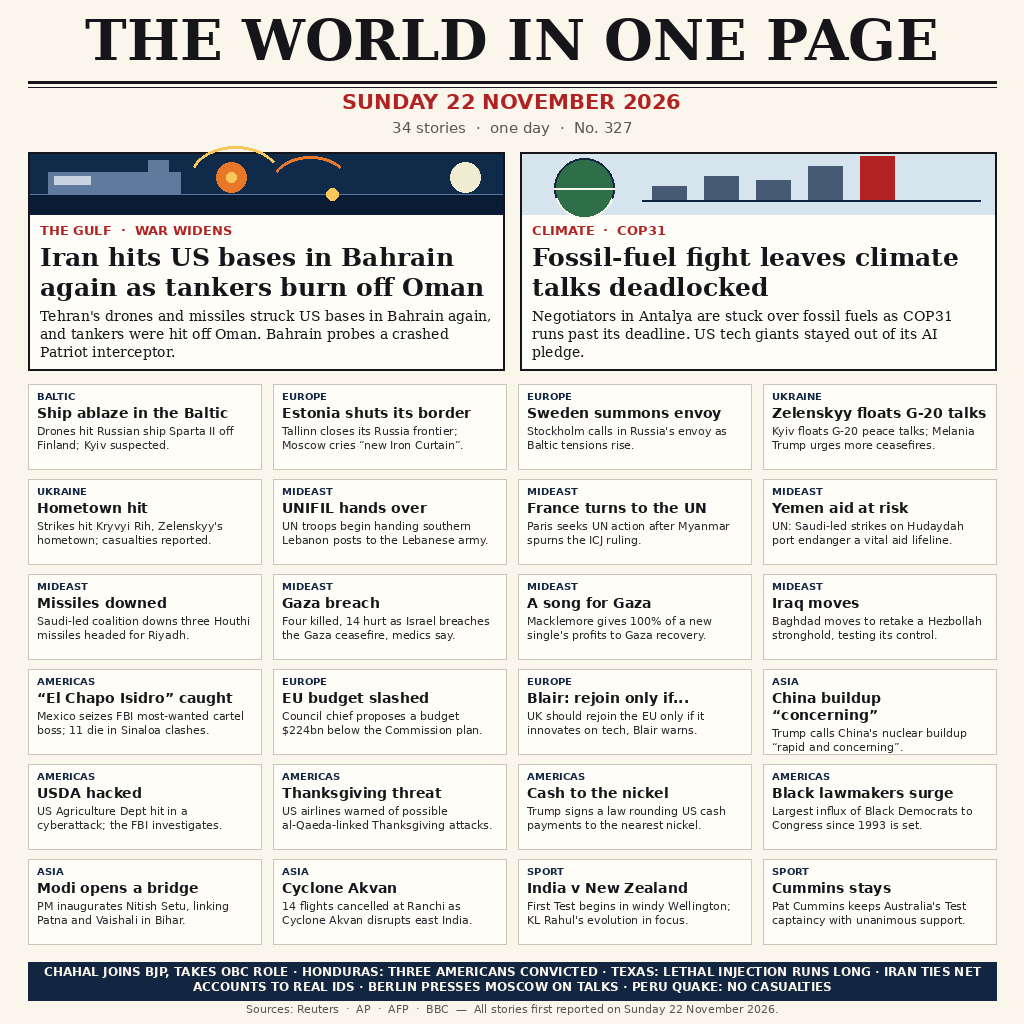 THE WORLD IN ONE PAGE
SUNDAY 22 NOVEMBER 2026
34 stories · one day · No. 327
THE GULF · WAR WIDENS
Iran hits US bases in Bahrain
again as tankers burn off Oman
Tehran's drones and missiles struck US bases in Bahrain again,
and tankers were hit off Oman. Bahrain probes a crashed
Patriot interceptor.
CLIMATE · COP31
Fossil-fuel fight leaves climate
talks deadlocked
Negotiators in Antalya are stuck over fossil fuels as COP31
runs past its deadline. US tech giants stayed out of its AI
pledge.
BALTIC
Ship ablaze in the Baltic
Drones hit Russian ship Sparta II off
Finland; Kyiv suspected.
EUROPE
Estonia shuts its border
Tallinn closes its Russia frontier;
Moscow cries “new Iron Curtain”.
EUROPE
Sweden summons envoy
Stockholm calls in Russia's envoy as
Baltic tensions rise.
UKRAINE
Zelenskyy floats G-20 talks
Kyiv floats G-20 peace talks; Melania
Trump urges more ceasefires.
UKRAINE
Hometown hit
Strikes hit Kryvyi Rih, Zelenskyy's
hometown; casualties reported.
MIDEAST
UNIFIL hands over
UN troops begin handing southern
Lebanon posts to the Lebanese army.
MIDEAST
France turns to the UN
Paris seeks UN action after Myanmar
spurns the ICJ ruling.
MIDEAST
Yemen aid at risk
UN: Saudi-led strikes on Hudaydah
port endanger a vital aid lifeline.
MIDEAST
Missiles downed
Saudi-led coalition downs three Houthi
missiles headed for Riyadh.
MIDEAST
Gaza breach
Four killed, 14 hurt as Israel breaches
the Gaza ceasefire, medics say.
MIDEAST
A song for Gaza
Macklemore gives 100% of a new
single's profits to Gaza recovery.
MIDEAST
Iraq moves
Baghdad moves to retake a Hezbollah
stronghold, testing its control.
AMERICAS
“El Chapo Isidro” caught
Mexico seizes FBI most-wanted cartel
boss; 11 die in Sinaloa clashes.
EUROPE
EU budget slashed
Council chief proposes a budget
$224bn below the Commission plan.
EUROPE
Blair: rejoin only if...
UK should rejoin the EU only if it
innovates on tech, Blair warns.
ASIA
China buildup
“concerning”
Trump calls China's nuclear buildup
“rapid and concerning”.
AMERICAS
USDA hacked
US Agriculture Dept hit in a
cyberattack; the FBI investigates.
AMERICAS
Thanksgiving threat
US airlines warned of possible
al-Qaeda-linked Thanksgiving attacks.
AMERICAS
Cash to the nickel
Trump signs a law rounding US cash
payments to the nearest nickel.
AMERICAS
Black lawmakers surge
Largest influx of Black Democrats to
Congress since 1993 is set.
ASIA
Modi opens a bridge
PM inaugurates Nitish Setu, linking
Patna and Vaishali in Bihar.
ASIA
Cyclone Akvan
14 flights cancelled at Ranchi as
Cyclone Akvan disrupts east India.
SPORT
India v New Zealand
First Test begins in windy Wellington;
KL Rahul's evolution in focus.
SPORT
Cummins stays
Pat Cummins keeps Australia's Test
captaincy with unanimous support.
CHAHAL JOINS BJP, TAKES OBC ROLE · HONDURAS: THREE AMERICANS CONVICTED · TEXAS: LETHAL INJECTION RUNS LONG · IRAN TIES NET
ACCOUNTS TO REAL IDS · BERLIN PRESSES MOSCOW ON TALKS · PERU QUAKE: NO CASUALTIES
Sources: Reuters · AP · AFP · BBC — All stories first reported on Sunday 22 November 2026.